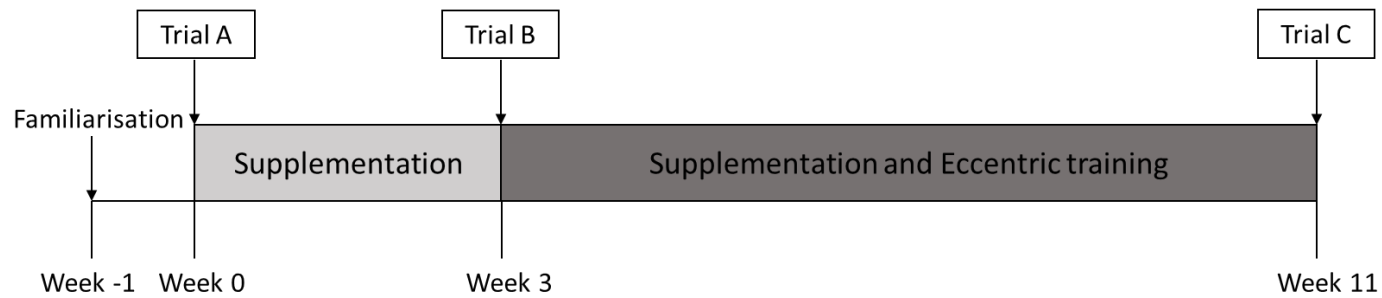 Trial A
Trial B
Trial C
Familiarisation
Supplementation
Supplementation and Eccentric training
Week -1
Week 0
Week 3
Week 11